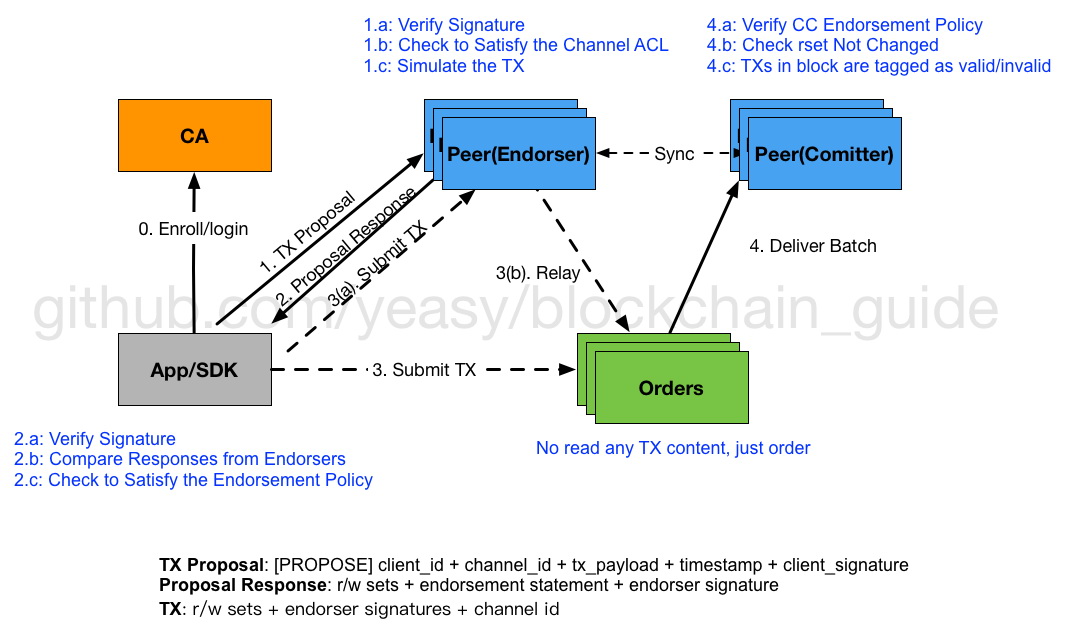 1.a: Verify Signature
1.b: Check to Satisfy the Channel ACL
1.c: Simulate the TX
4.a: Verify CC Endorsement Policy
4.b: Check rset Not Changed
4.c: TXs in block are tagged as valid/invalid
CA
Peer(Endorser)
Sync
Peer(Comitter)
0. Enroll/login
1. TX Proposal
2. Proposal Response
3(a). Submit TX
3(b). Relay
4. Deliver Batch
github.com/yeasy/blockchain_guide
App/SDK
3. Submit TX
Orders
2.a: Verify Signature
2.b: Compare Responses from Endorsers
2.c: Check to Satisfy the Endorsement Policy
No read any TX content, just order
TX Proposal: [PROPOSE] client_id + channel_id + tx_payload + timestamp + client_signature
Proposal Response: r/w sets + endorsement statement + endorser signature
TX: r/w sets + endorser signatures + channel id